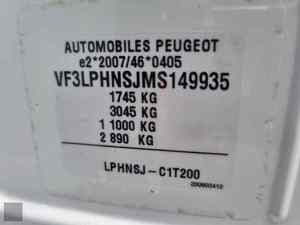 AUTOMOBILES PEUGEOT
e2*2007/46*0405
VF3LPHNSJMS149935
1745 KG
3045 KG
1 1000 KG
2 890 KG
LPHNSJ-C1T200